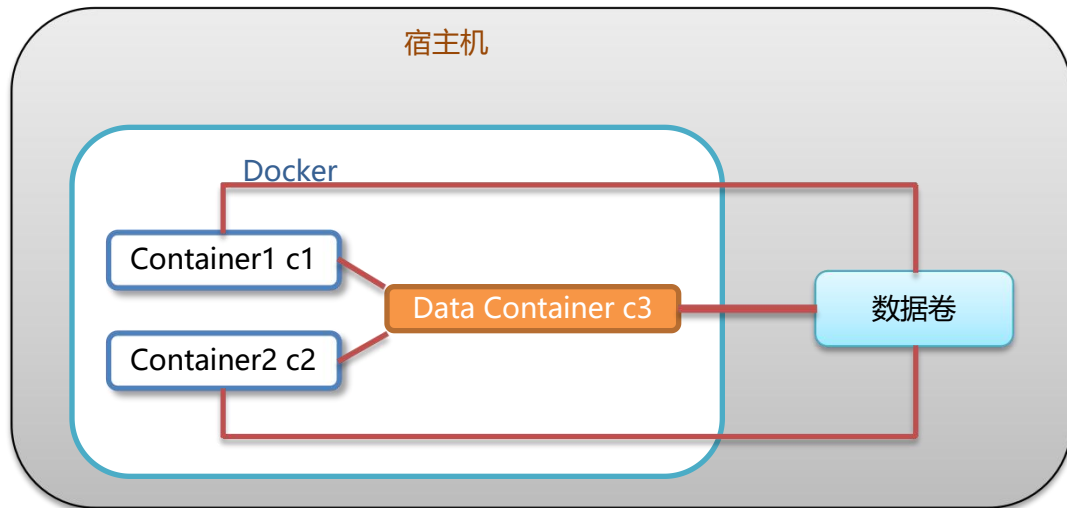 宿主机
Docker
Container1 c1
Data Container c3
数据卷
Container2 c2